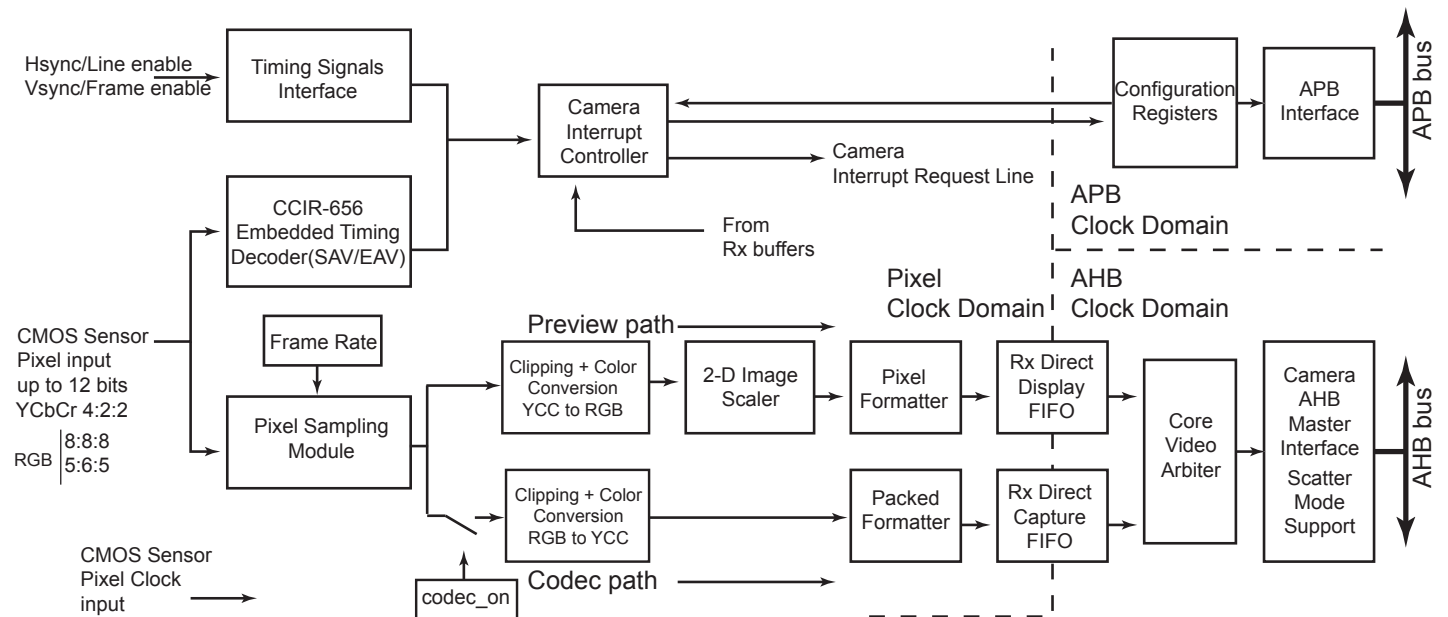 Hsync/Line enable
Vsync/Frame enable
Timing Signals
Interface
Camera
Interrupt
Controller
Configuration
Registers
APB
Interface
APB bus
Camera
Interrupt Request Line
CCIR-656
Embedded Timing
Decoder(SAV/EAV)
From
Rx buffers
APB
Clock Domain
Pixel
Clock Domain
AHB
Clock Domain
CMOS Sensor
Pixel input
up to 12 bits
YCbCr 4:2:2
RGB
8:8:8
5:6:5
Frame Rate
Pixel Sampling
Module
Preview path
Clipping + Color
Conversion
YCC to RGB
2-D Image
Scaler
Pixel
Formatter
Rx Direct
Display
FIFO
Core
Video
Arbiter
Camera
AHB
Master
Interface
Scatter
Mode
Support
AHB bus
Clipping + Color
Conversion
RGB to YCC
Packed
Formatter
Rx Direct
Capture
FIFO
Codec path
codec_on
CMOS Sensor
Pixel Clock
input